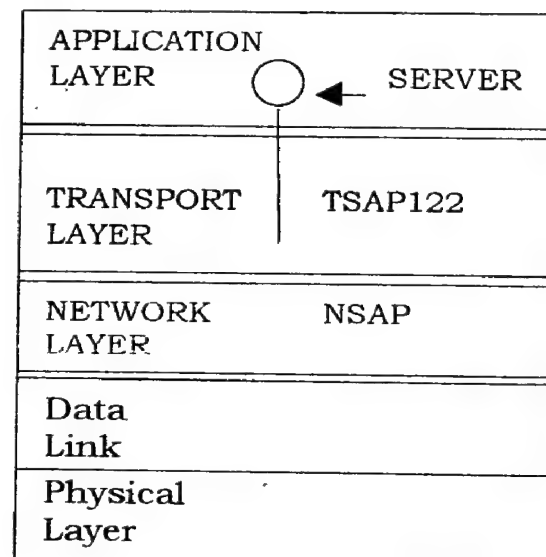 APPLICATION
LAYER
SERVER
TRANSPORT TSAP122
LAYER
NETWORK NSAP
LAYER
Data
Link
Physical
Layer